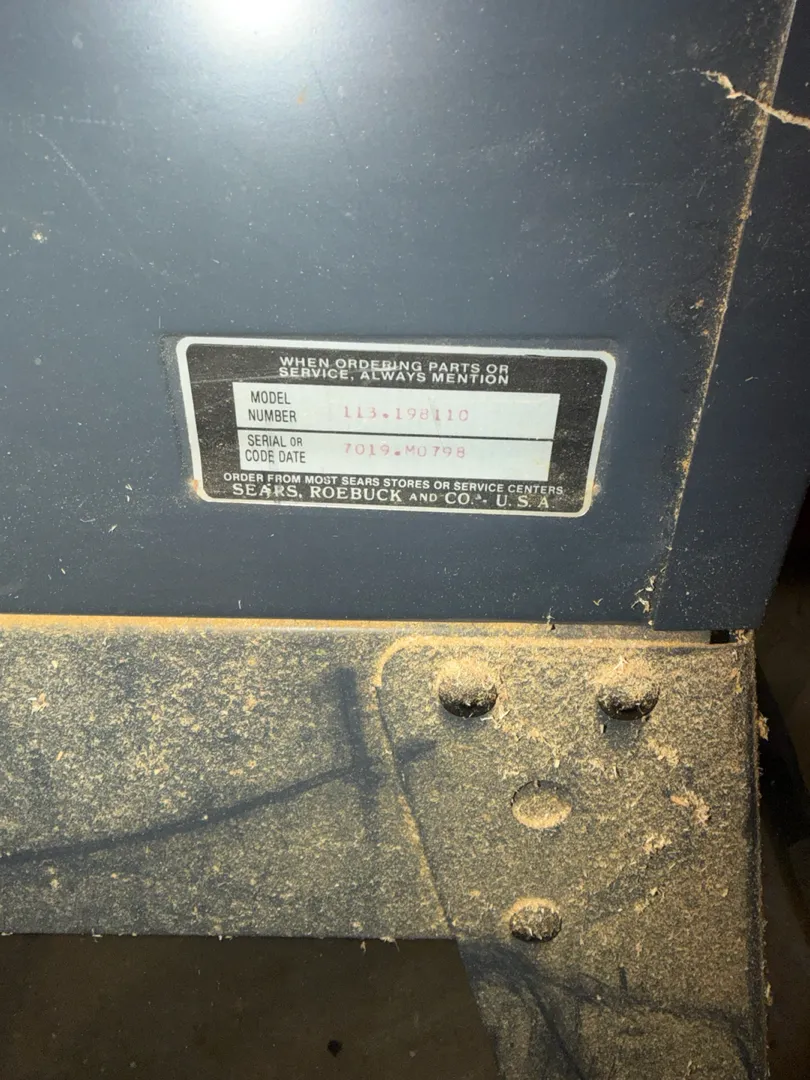 WHEN ORDERING PARTS OR
SERVICE, ALWAYS MENTION
MODEL
NUMBER 113.198110
SERIAL OR
CODE DATE 7019.M0798
ORDER FROM MOST SEARS STORES OR SERVICE CENTERS
SEARS, ROEBUCK AND CO. - U.S.A